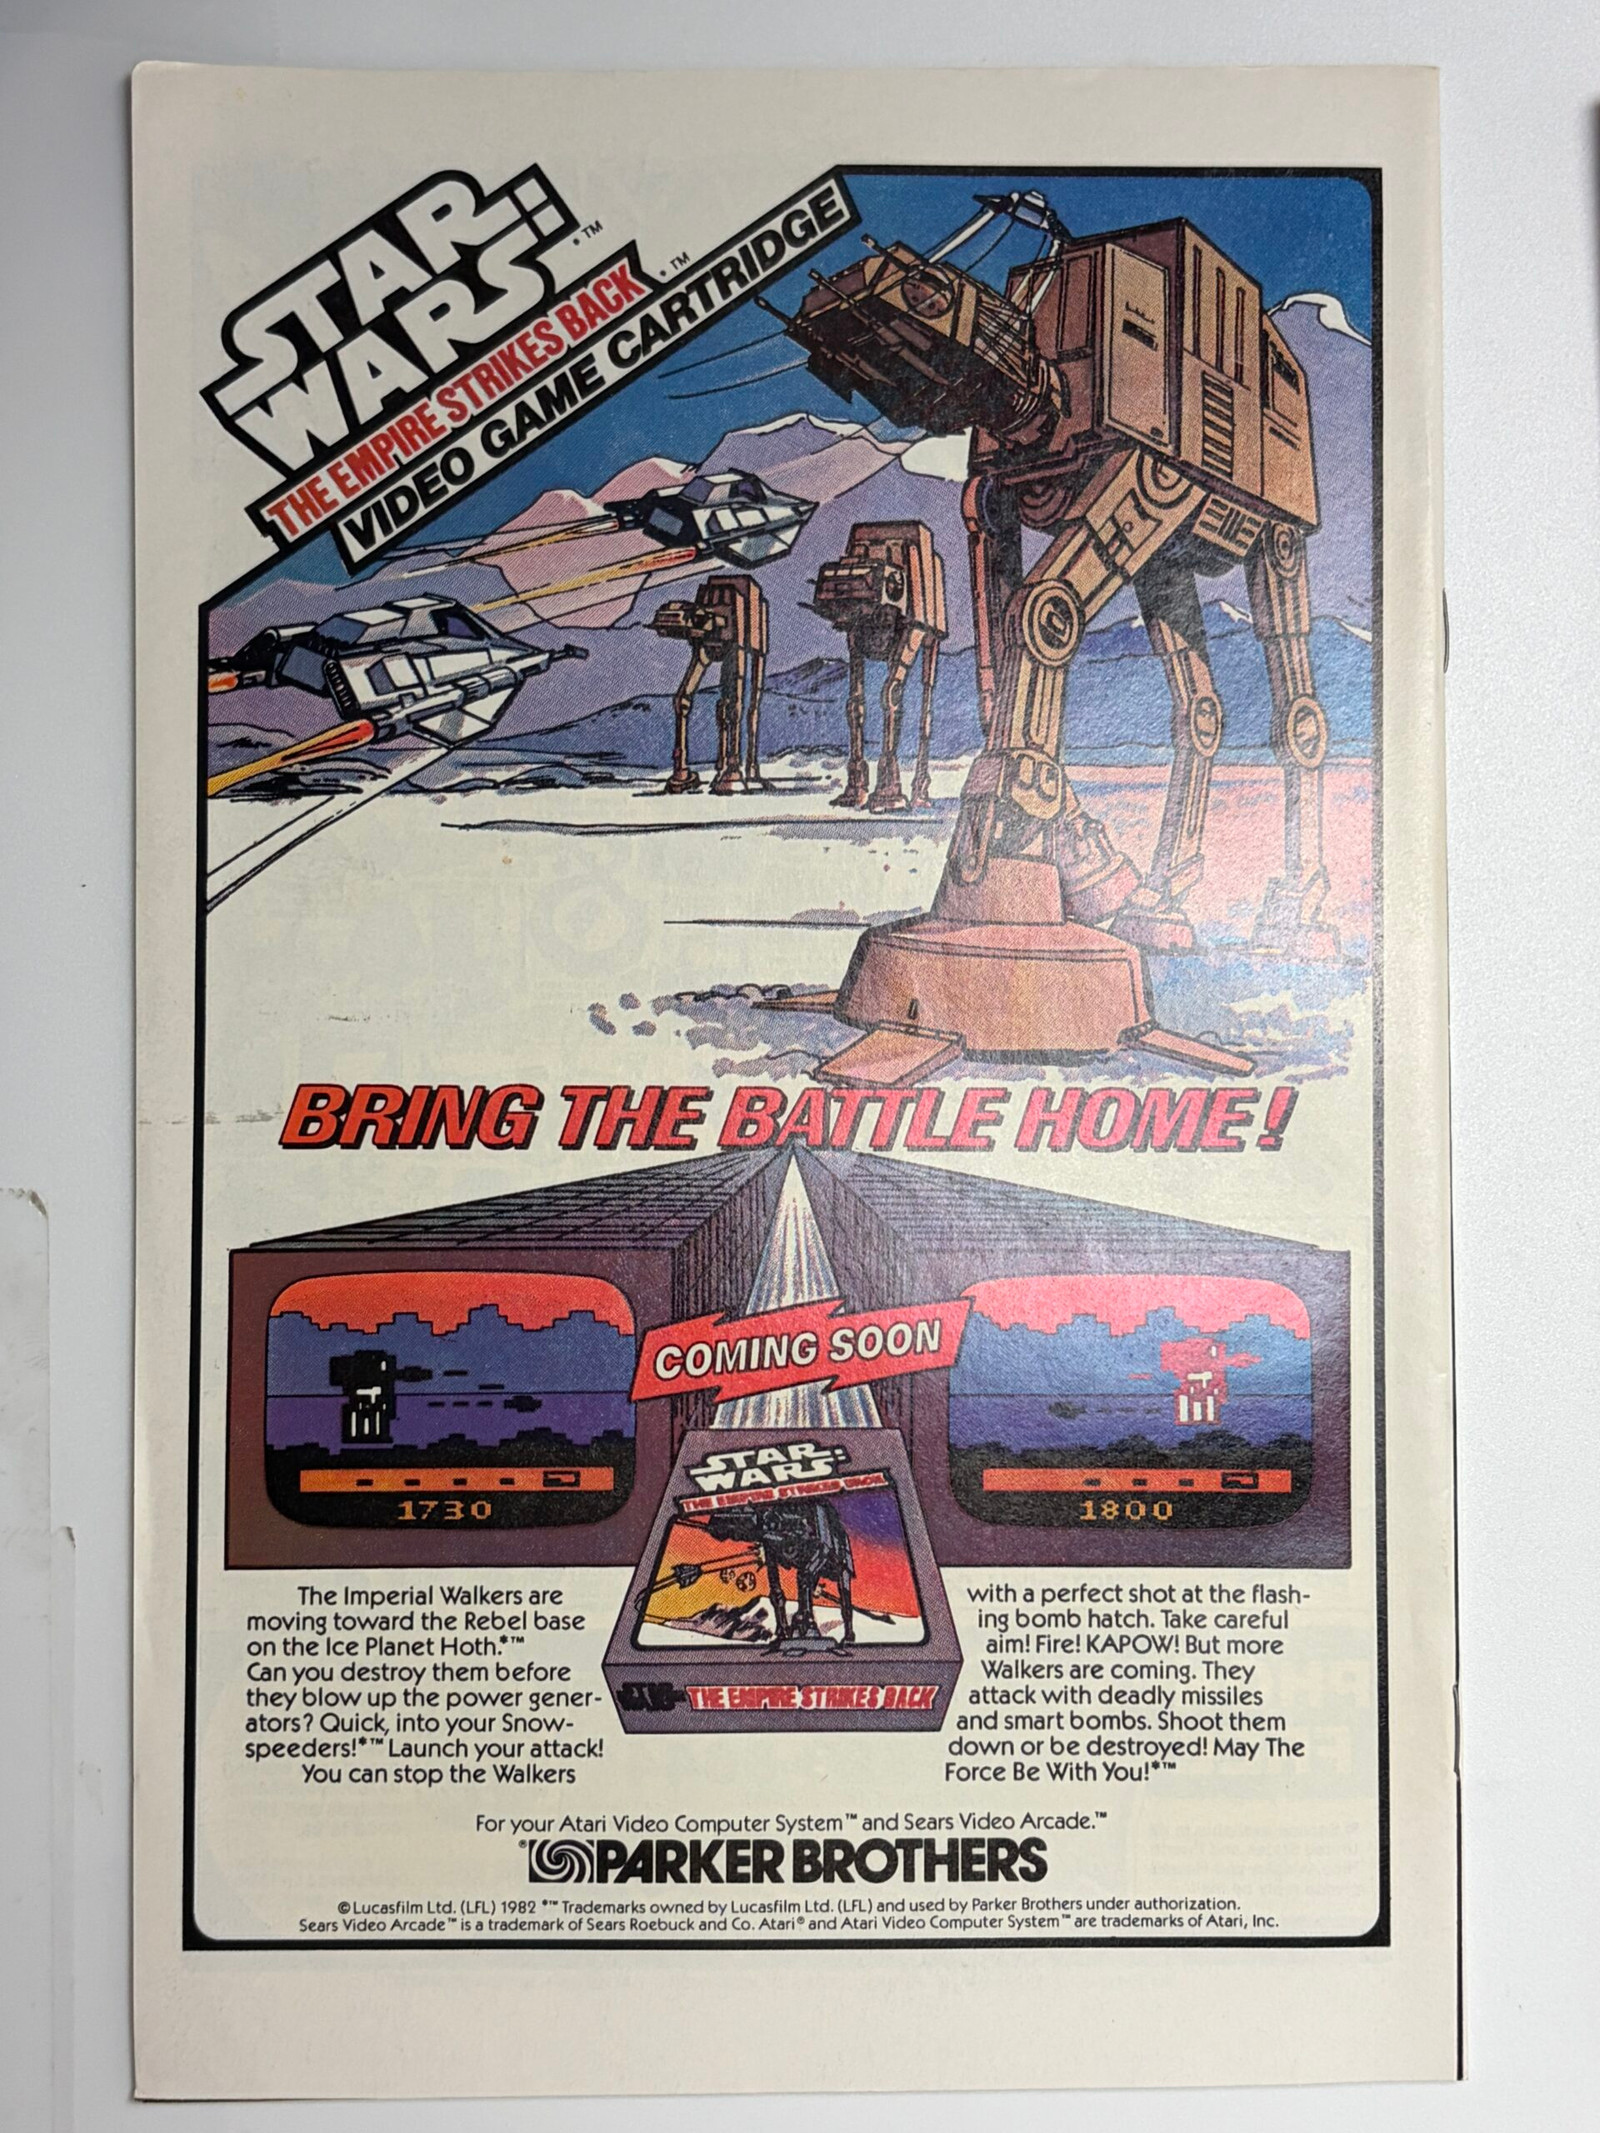 STAR
WARS:™
THE EMPIRE STRIKES BACK•™
VIDEO GAME CARTRIDGE
BRING THE BATTLE HOME!
COMING SOON
1730
1800
STAR
WARS:
THE EMPIRE STRIKES BACK
THE EMPIRE STRIKES BACK
The Imperial Walkers are
moving toward the Rebel base
on the Ice Planet Hoth.*™
Can you destroy them before
they blow up the power gener-
ators? Quick, into your Snow-
speeders!*™ Launch your attack!
You can stop the Walkers
with a perfect shot at the flash-
ing bomb hatch. Take careful
aim! Fire! KAPOW! But more
Walkers are coming. They
attack with deadly missiles
and smart bombs. Shoot them
down or be destroyed! May The
Force Be With You!*™
For your Atari Video Computer System™ and Sears Video Arcade.™
®PARKER BROTHERS
© Lucasfilm Ltd. (LFL) 1982 *™ Trademarks owned by Lucasfilm Ltd. (LFL) and used by Parker Brothers under authorization.
Sears Video Arcade™ is a trademark of Sears Roebuck and Co. Atari® and Atari Video Computer System™ are trademarks of Atari, Inc.